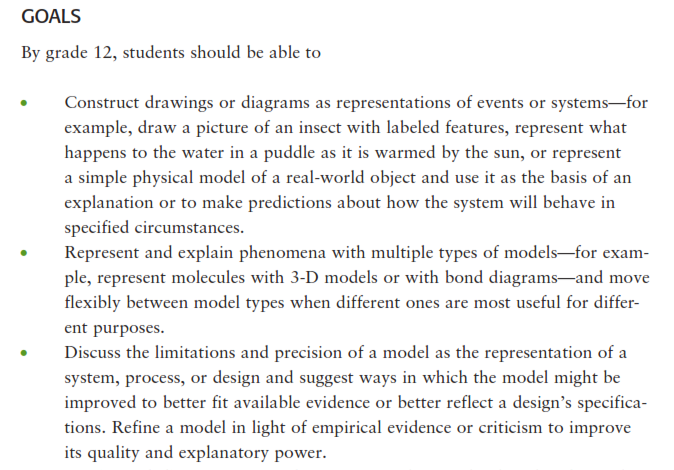 GOALS
By grade 12, students should be able to
• Construct drawings or diagrams as representations of events or systems—for
example, draw a picture of an insect with labeled features, represent what
happens to the water in a puddle as it is warmed by the sun, or represent
a simple physical model of a real-world object and use it as the basis of an
explanation or to make predictions about how the system will behave in
specified circumstances.
• Represent and explain phenomena with multiple types of models—for exam-
ple, represent molecules with 3-D models or with bond diagrams—and move
flexibly between model types when different ones are most useful for differ-
ent purposes.
• Discuss the limitations and precision of a model as the representation of a
system, process, or design and suggest ways in which the model might be
improved to better fit available evidence or better reflect a design’s specifica-
tions. Refine a model in light of empirical evidence or criticism to improve
its quality and explanatory power.